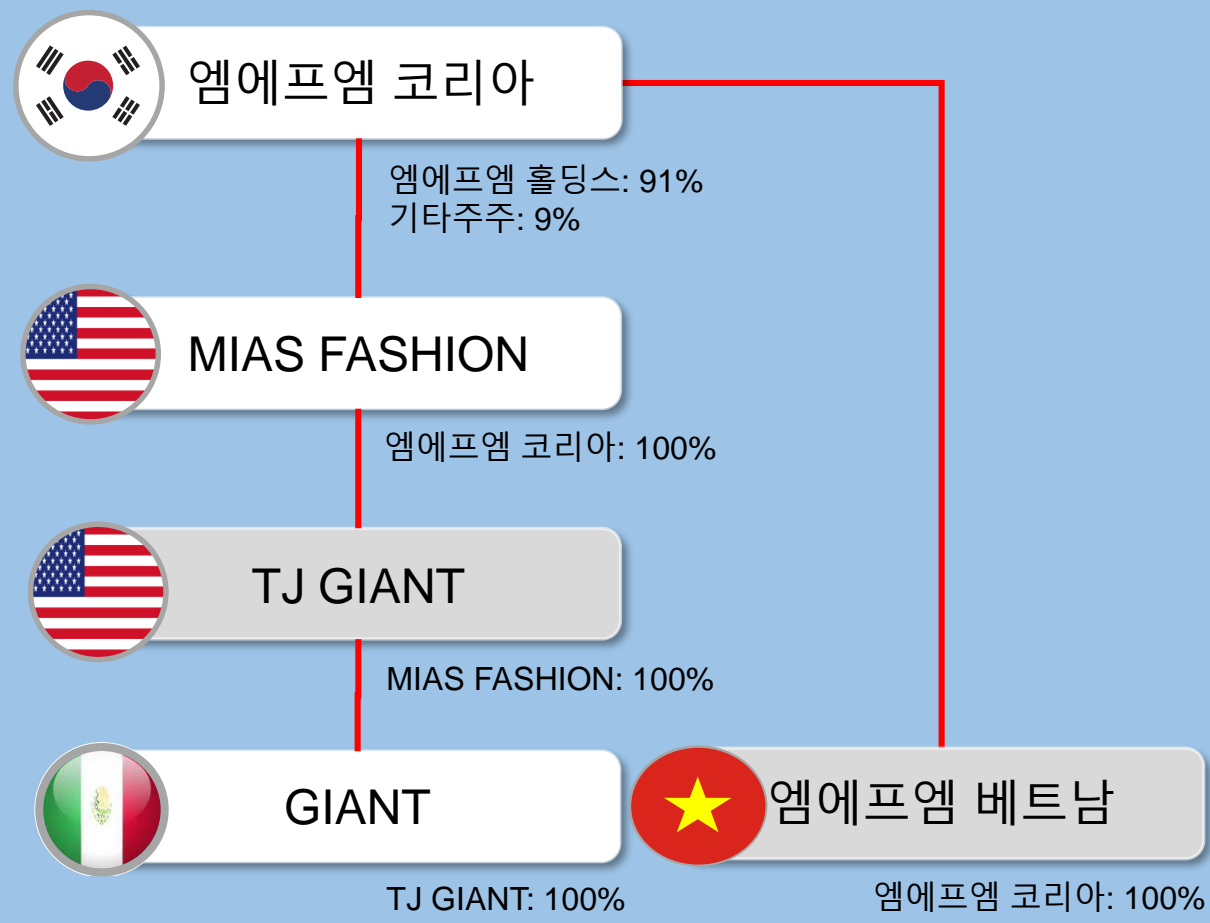 엠에프엠 코리아
엠에프엠 홀딩스: 91%
기타주주: 9%
MIAS FASHION
엠에프엠 코리아: 100%
TJ GIANT
MIAS FASHION: 100%
GIANT
TJ GIANT: 100%
엠에프엠 베트남
엠에프엠 코리아: 100%